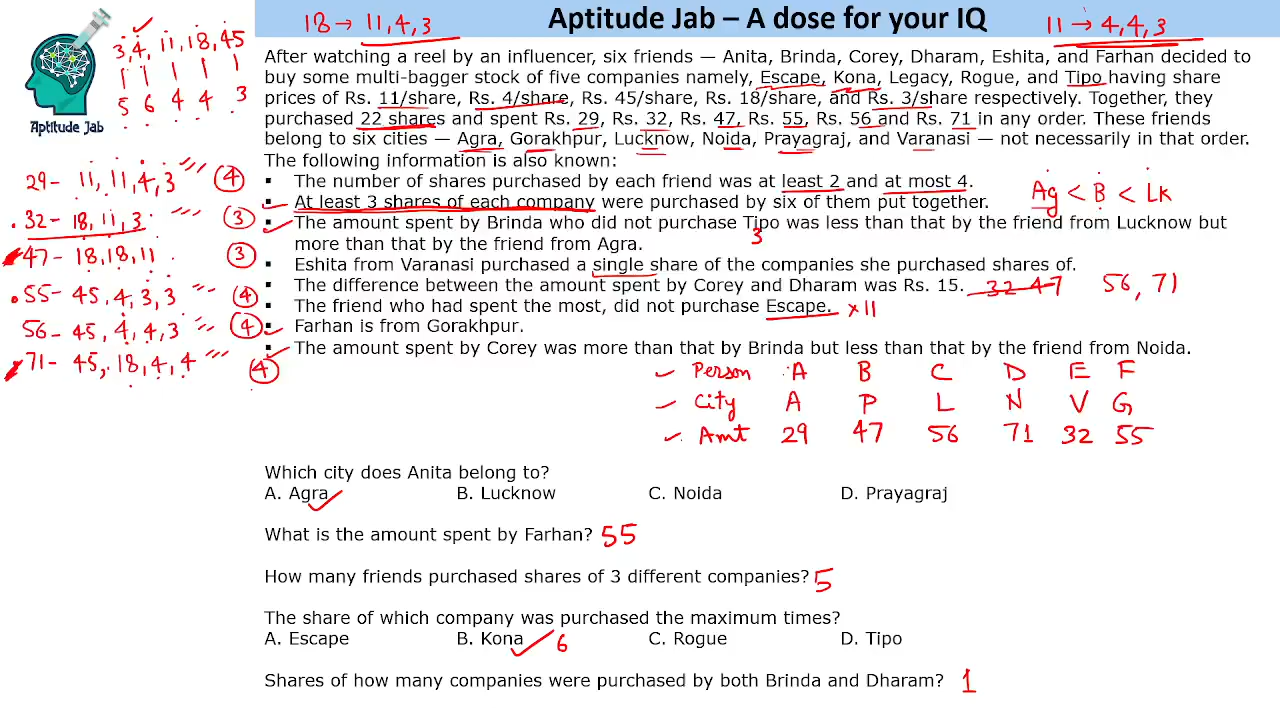 18 → 11, 4, 3
Aptitude Jab – A dose for your IQ
11 → 4, 4, 3
3, 4, 11, 18, 45
5 6 4 4 3
Aptitude Jab
After watching a reel by an influencer, six friends — Anita, Brinda, Corey, Dharam, Eshita, and Farhan decided to
buy some multi-bagger stock of five companies namely, Escape, Kona, Legacy, Rogue, and Tipo having share
prices of Rs. 11/share, Rs. 4/share, Rs. 45/share, Rs. 18/share, and Rs. 3/share respectively. Together, they
purchased 22 shares and spent Rs. 29, Rs. 32, Rs. 47, Rs. 55, Rs. 56 and Rs. 71 in any order. These friends
belong to six cities — Agra, Gorakhpur, Lucknow, Noida, Prayagraj, and Varanasi — not necessarily in that order.
The following information is also known:
▪ The number of shares purchased by each friend was at least 2 and at most 4.
▪ At least 3 shares of each company were purchased by six of them put together.
▪ The amount spent by Brinda who did not purchase Tipo was less than that by the friend from Lucknow but
more than that by the friend from Agra.
3
▪ Eshita from Varanasi purchased a single share of the companies she purchased shares of.
▪ The difference between the amount spent by Corey and Dharam was Rs. 15. 32 47 56, 71
▪ The friend who had spent the most, did not purchase Escape. x 11
▪ Farhan is from Gorakhpur.
▪ The amount spent by Corey was more than that by Brinda but less than that by the friend from Noida.
Ag < B < Lk
29 - 11, 11, 4, 3 4
32 - 18, 11, 3 3
47 - 18, 18, 11 3
55 - 45, 4, 3, 3 4
56 - 45, 4, 4, 3 4
71 - 45, 18, 4, 4 4
Person A B C D E F
City A P L N V G
Amt 29 47 56 71 32 55
Which city does Anita belong to?
A. Agra B. Lucknow C. Noida D. Prayagraj
What is the amount spent by Farhan? 55
How many friends purchased shares of 3 different companies? 5
The share of which company was purchased the maximum times?
A. Escape B. Kona 6 C. Rogue D. Tipo
Shares of how many companies were purchased by both Brinda and Dharam? 1